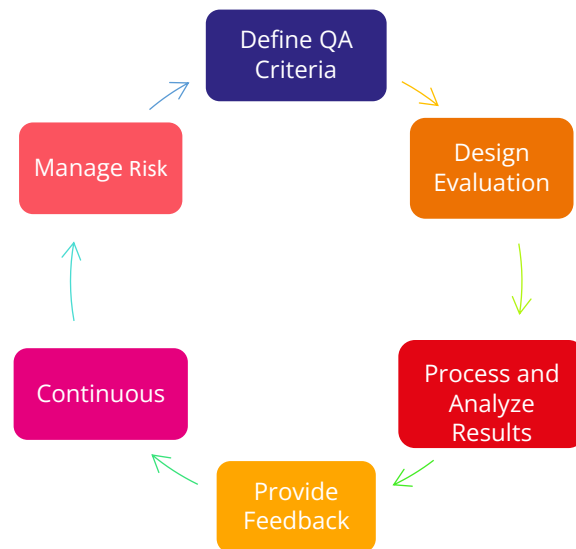 Define QA
Criteria
Design
Evaluation
Process and
Analyze
Results
Provide
Feedback
Continuous
Manage Risk